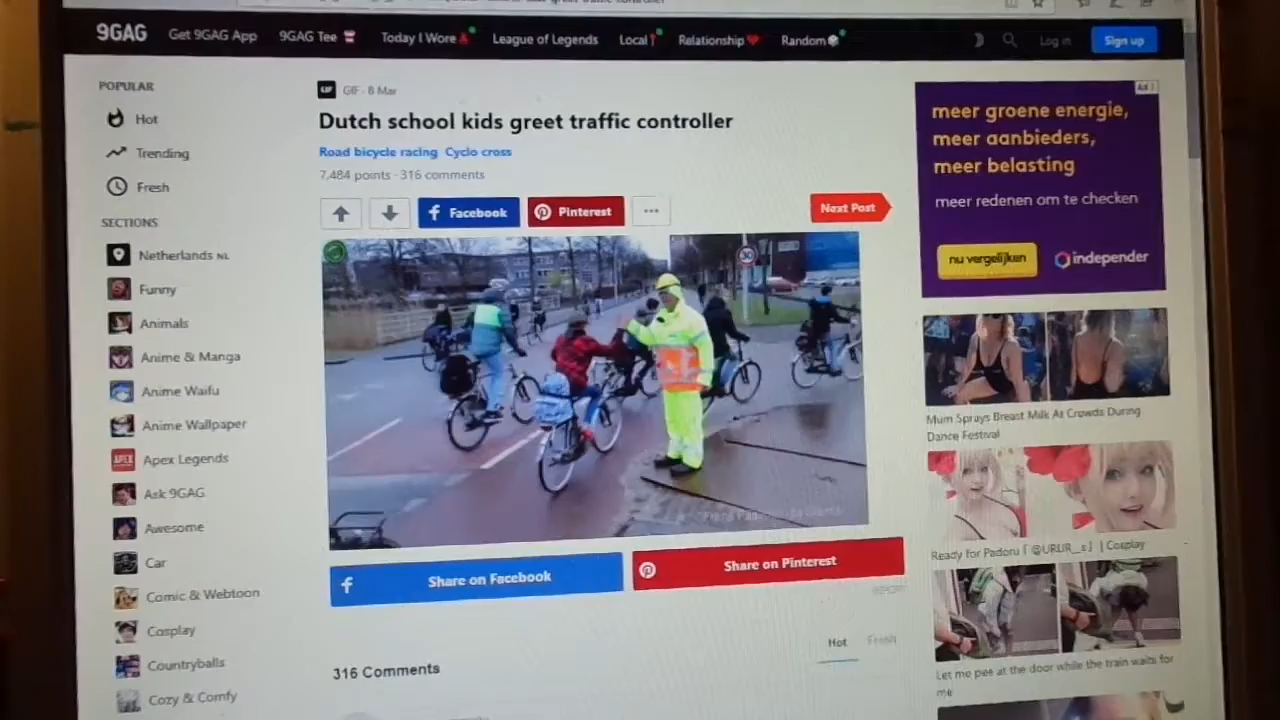 9GAG
Get 9GAG App
9GAG Tee
Today I Wore
League of Legends
Local
Relationship
Random
Log in
Sign up
POPULAR
Hot
Trending
Fresh
SECTIONS
Netherlands NL
Funny
Animals
Anime & Manga
Anime Waifu
Anime Wallpaper
Apex Legends
Ask 9GAG
Awesome
Car
Comic & Webtoon
Cosplay
Countryballs
Cozy & Comfy
GIF · 8 Mar
Dutch school kids greet traffic controller
Road bicycle racing Cyclo cross
7,484 points · 316 comments
Facebook
Pinterest
Next Post
30
Share on Facebook
Share on Pinterest
Hot
Fresh
316 Comments
Ad
meer groene energie,
meer aanbieders,
meer belasting
meer redenen om te checken
nu vergelijken
independer
Mum Sprays Breast Milk At Crowds During
Dance Festival
Ready for Padoru [ @URUR_s ] | Cosplay
Let me pee at the door while the train waits for
me